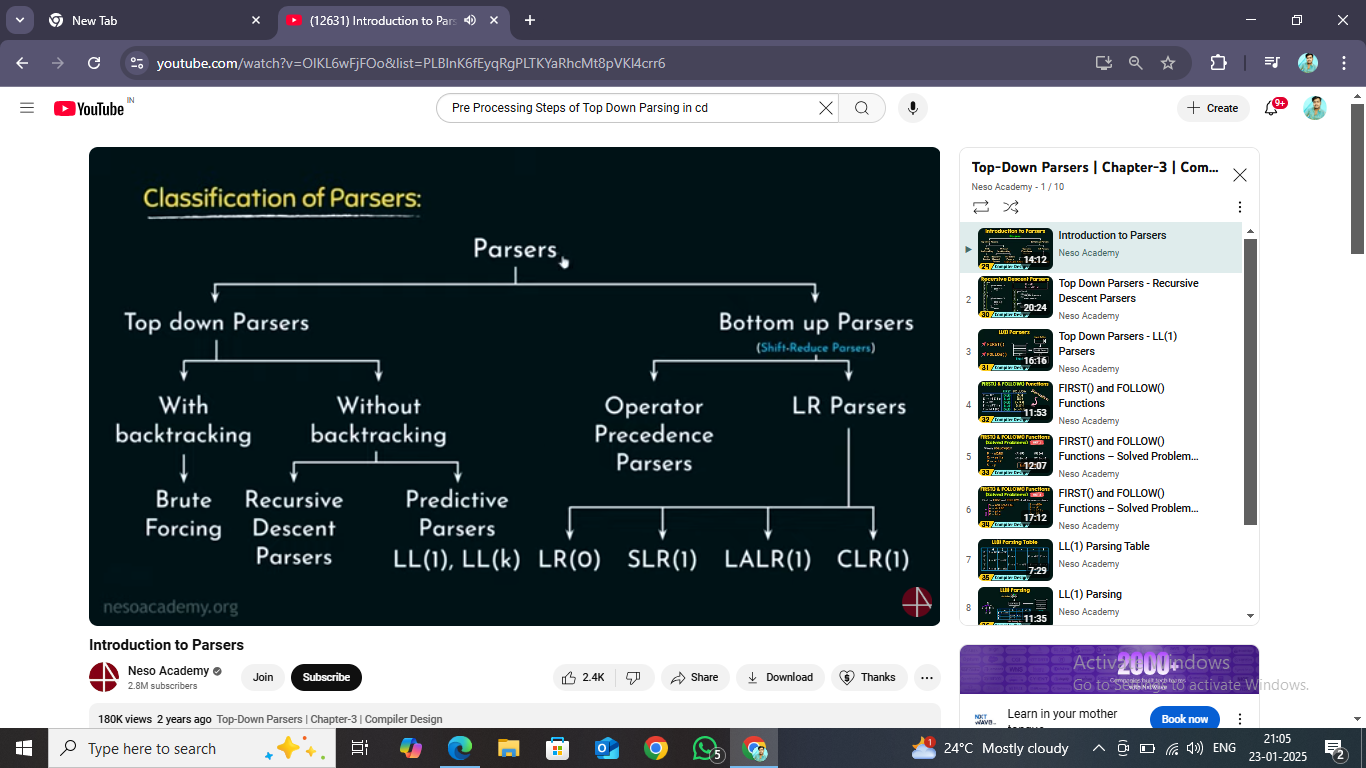 New Tab
(12631) Introduction to Pars
youtube.com/watch?v=OIKL6wFjFOo&list=PLBlnK6fEyqRgPLTKYaRhcMt8pVKl4crr6
YouTube IN
Pre Processing Steps of Top Down Parsing in cd
Create
9+
Classification of Parsers:
Parsers
Top down Parsers
Bottom up Parsers
(Shift-Reduce Parsers)
With
backtracking
Without
backtracking
Operator
Precedence
Parsers
LR Parsers
Brute
Forcing
Recursive
Descent
Parsers
Predictive
Parsers
LL(1), LL(k)
LR(0)
SLR(1)
LALR(1)
CLR(1)
nesoacademy.org
Introduction to Parsers
Neso Academy
2.8M subscribers
Join
Subscribe
2.4K
Share
Download
Thanks
180K views 2 years ago Top-Down Parsers | Chapter-3 | Compiler Design
Top-Down Parsers | Chapter-3 | Com...
Neso Academy - 1 / 10
14:12
Introduction to Parsers
Neso Academy
2
20:24
Top Down Parsers - Recursive
Descent Parsers
Neso Academy
3
16:16
Top Down Parsers - LL(1)
Parsers
Neso Academy
4
11:53
FIRST() and FOLLOW()
Functions
Neso Academy
5
12:07
FIRST() and FOLLOW()
Functions – Solved Problem...
Neso Academy
6
17:12
FIRST() and FOLLOW()
Functions – Solved Problem...
Neso Academy
7
7:29
LL(1) Parsing Table
Neso Academy
8
11:35
LL(1) Parsing
Neso Academy
2000+
Activate Windows
Go to Settings to activate Windows.
NXT
WAVE
Learn in your mother
tongue
Book now
Type here to search
5
1
24°C Mostly cloudy
ENG
21:05
23-01-2025
2